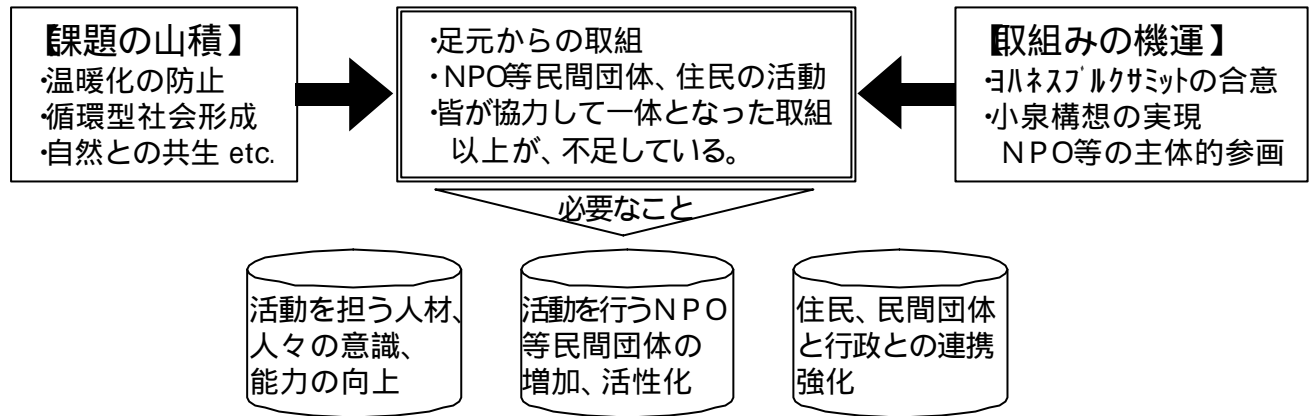 【課題の山積】
・温暖化の防止
・循環型社会形成
・自然との共生 etc.
・足元からの取組
・NPO等民間団体、住民の活動
・皆が協力して一体となった取組
以上が、不足している。
【取組みの機運】
・ﾖﾊﾈｽﾌﾞﾙｸｻﾐｯﾄの合意
・小泉構想の実現
NPO等の主体的参画
必要なこと
活動を担う人材、
人々の意識、
能力の向上
活動を行うNPO
等民間団体の
増加、活性化
住民、民間団体
と行政との連携
強化